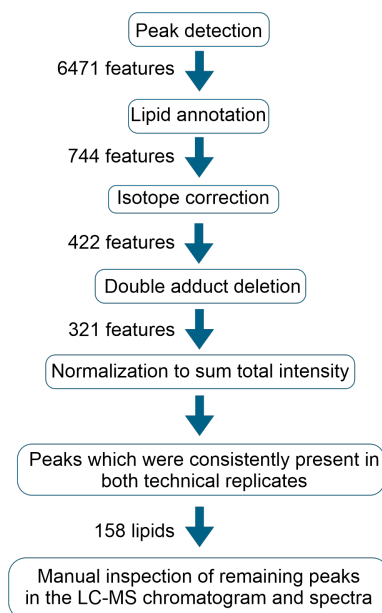 Peak detection
6471 features
Lipid annotation
744 features
Isotope correction
422 features
Double adduct deletion
321 features
Normalization to sum total intensity
Peaks which were consistently present in
both technical replicates
158 lipids
Manual inspection of remaining peaks
in the LC-MS chromatogram and spectra